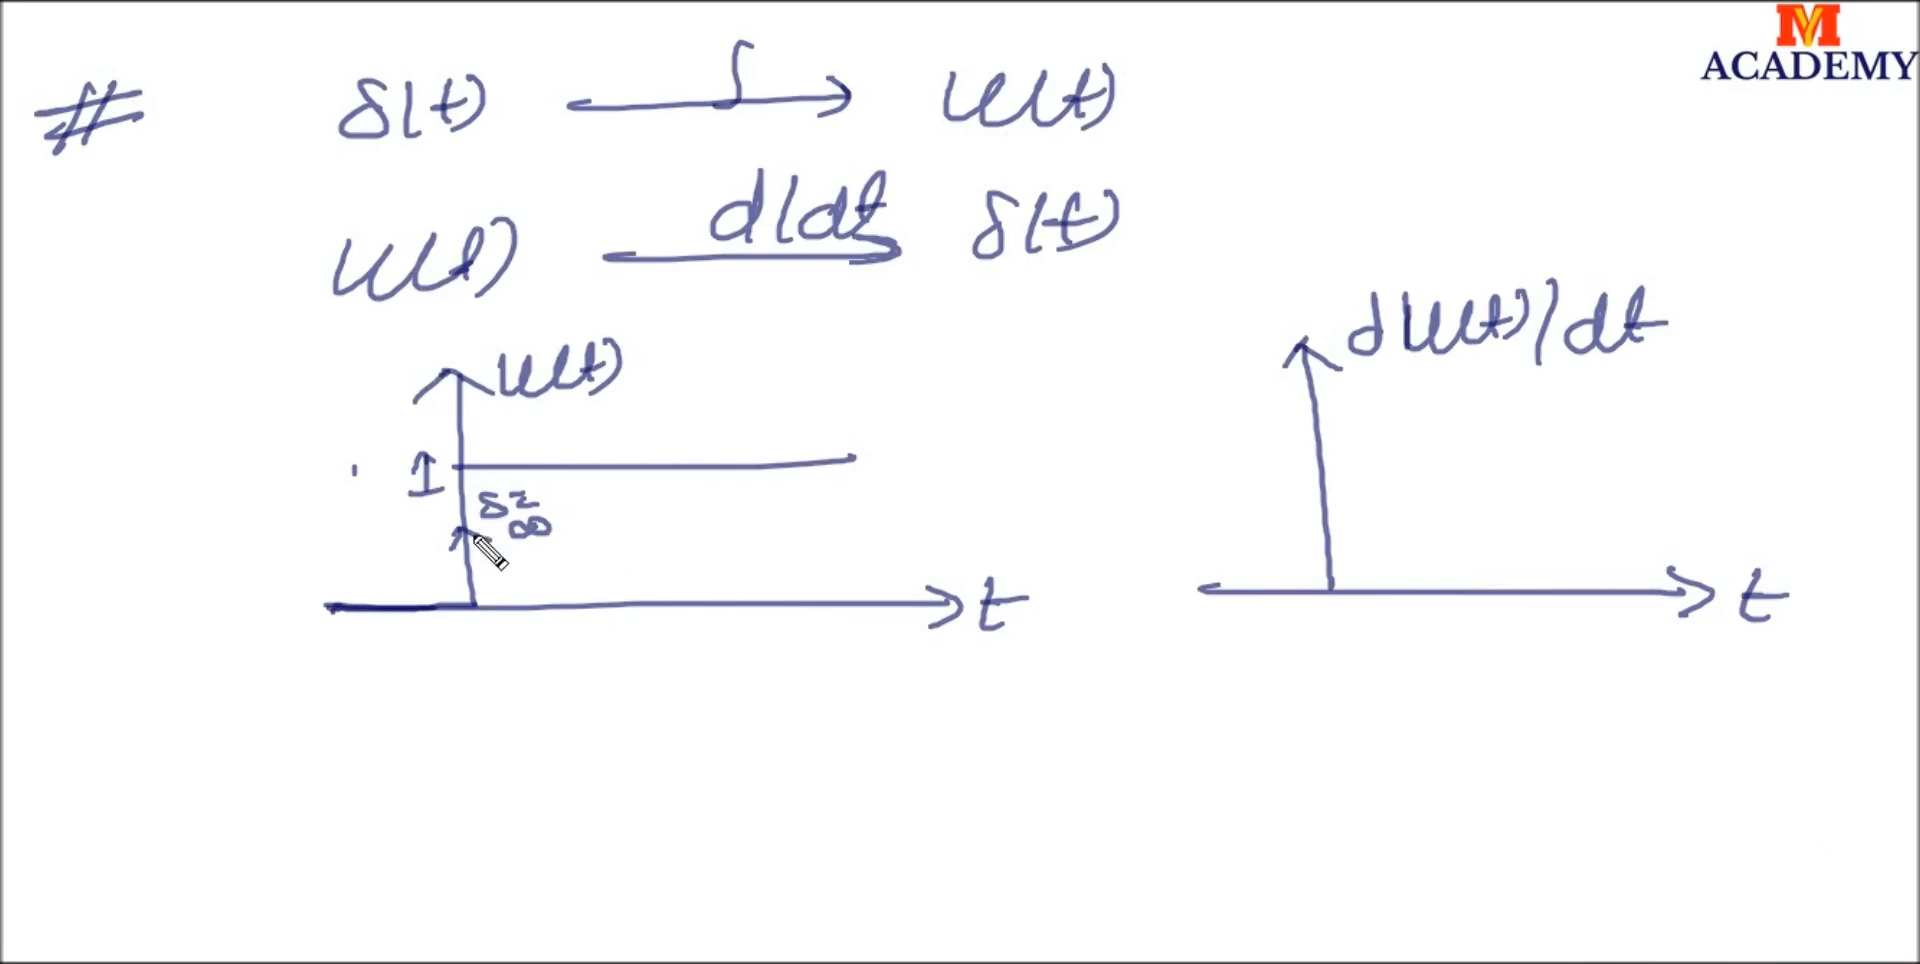 M
ACADEMY
# δ(t) ∫ u(t)
u(t) d/dt δ(t)
u(t)
du(t)/dt
1
S=
∞
t
t